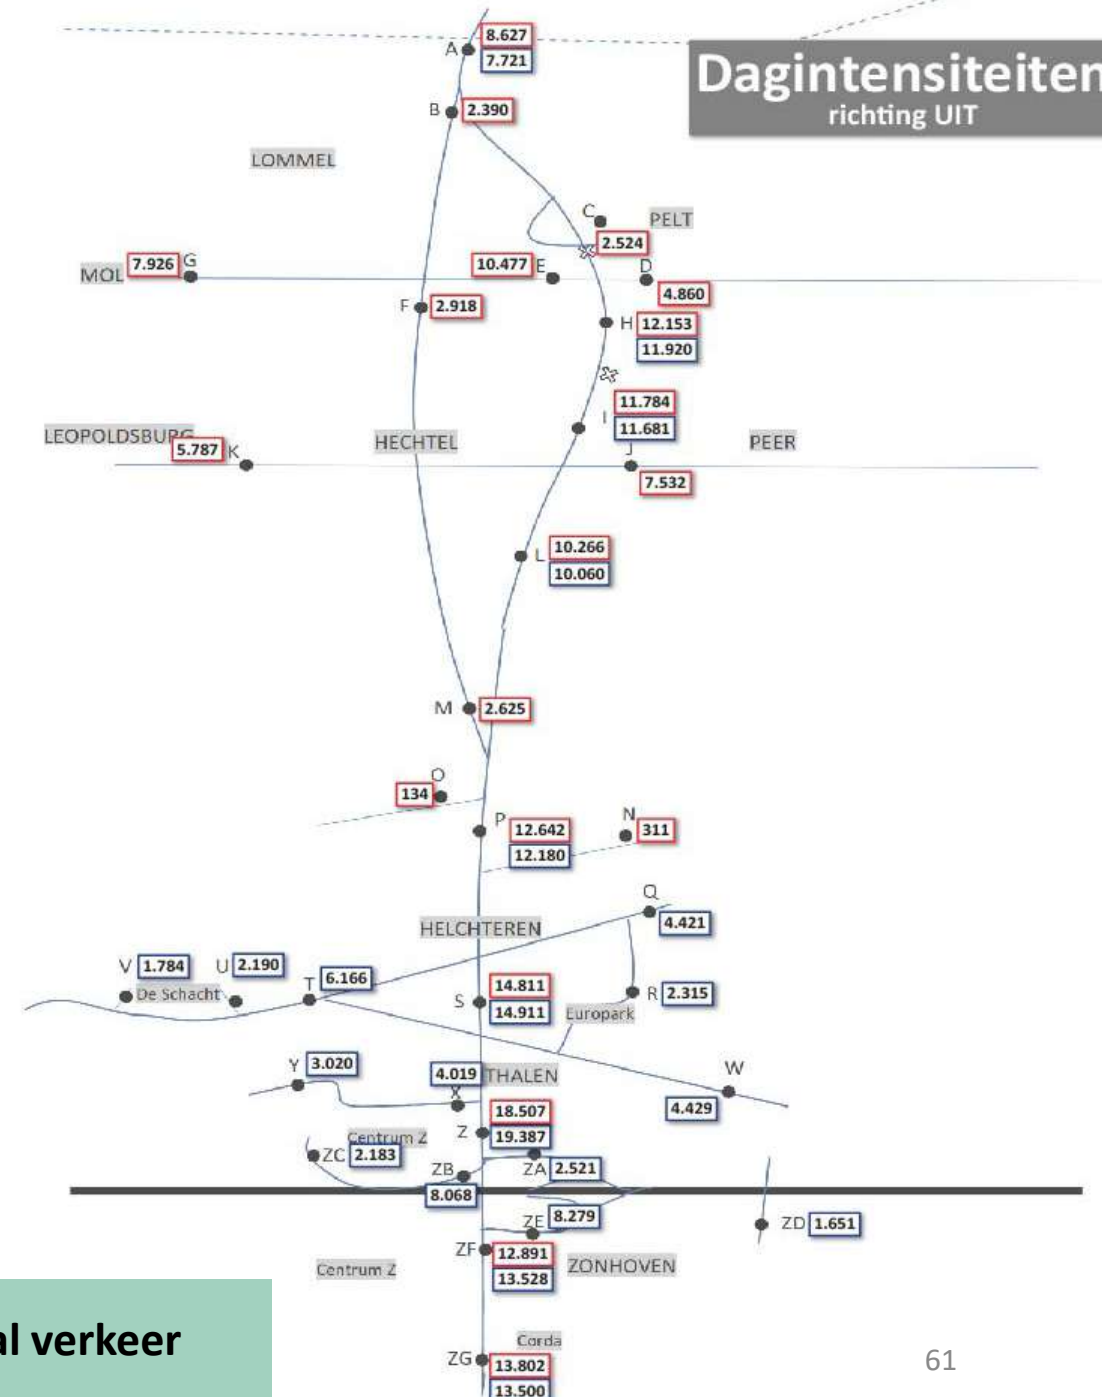 8.627
A
7.721
Dagintensiteiten
richting UIT
B
2.390
LOMMEL
C
PELT
2.524
MOL
7.926
G
10.477
E
D
4.860
F
2.918
H
12.153
11.920
11.784
I
11.681
LEOPOLDSBURG
5.787
K
HECHTEL
J
PEER
7.532
L
10.266
10.060
M
2.625
O
134
P
12.642
12.180
N
311
Q
4.421
HELCHTEREN
V
1.784
U
2.190
De Schacht
T
6.166
S
14.811
14.911
R
2.315
Europark
Y
3.020
4.019
THALEN
X
W
4.429
18.507
Z
19.387
Centrum Z
ZC
2.183
ZB
ZA
2.521
8.068
ZE
8.279
ZD
1.651
ZF
12.891
13.528
Centrum Z
ZONHOVEN
al verkeer
Corda
ZG
13.802
13.500
61